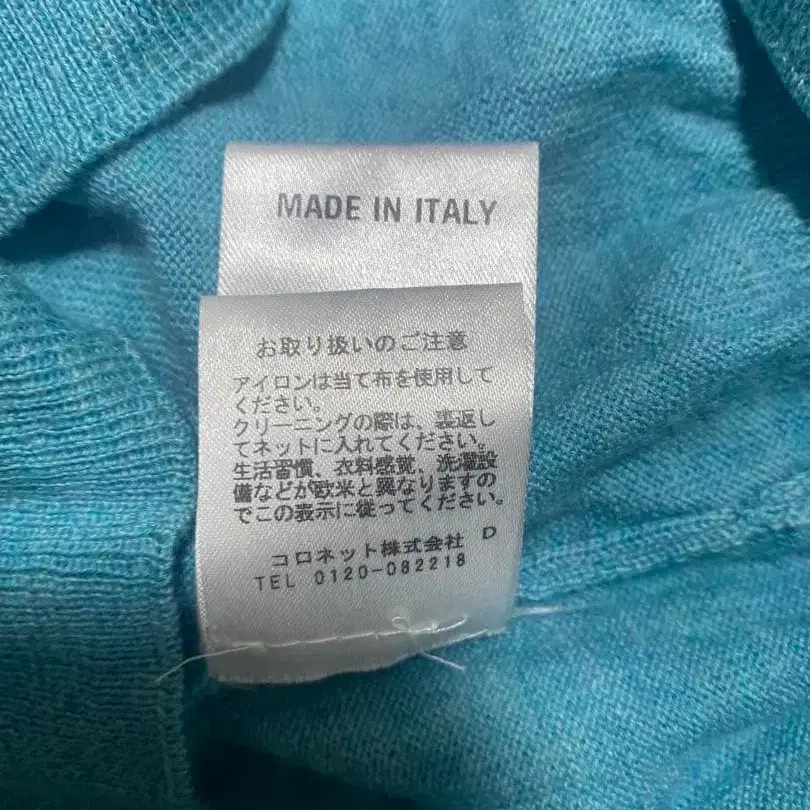 MADE IN ITALY
お取り扱いのご注意
アイロンは当て布を使用して
ください。
クリーニングの際は、裏返し
てネットに入れてください。
生活習慣、衣料感覚、洗濯設
備などが欧米と異なりますの
でこの表示に従ってください。
コロネット株式会社 D
TEL 0120-082218